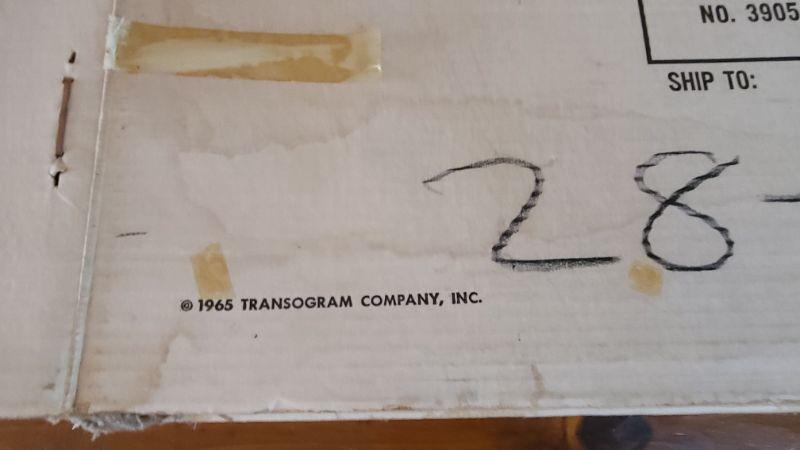 NO. 3905
SHIP TO:
28-
© 1965 TRANSOGRAM COMPANY, INC.